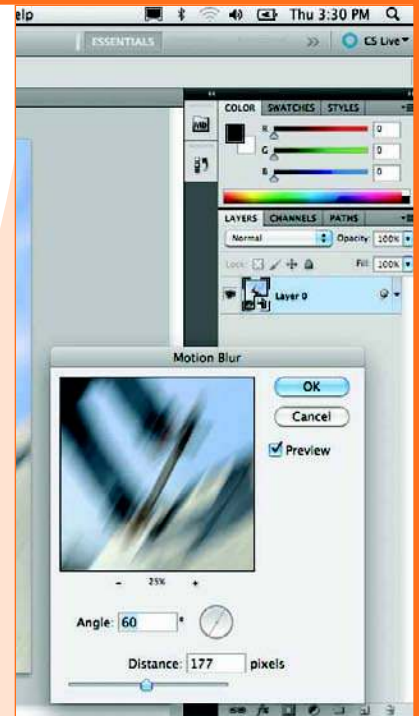 elp
Thu 3:30 PM
ESSENTIALS
>>
CS Live
COLOR SWATCHES STYLES
R 0
G 0
B 0
LAYERS CHANNELS PATHS
Normal Opacity: 100%
Lock: Fill: 100%
Layer 0
Motion Blur
OK
Cancel
Preview
- 25% +
Angle: 60 °
Distance: 177 pixels
fx